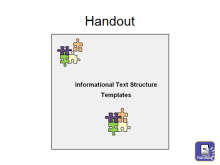 Handout
Informational Text Structure
Templates